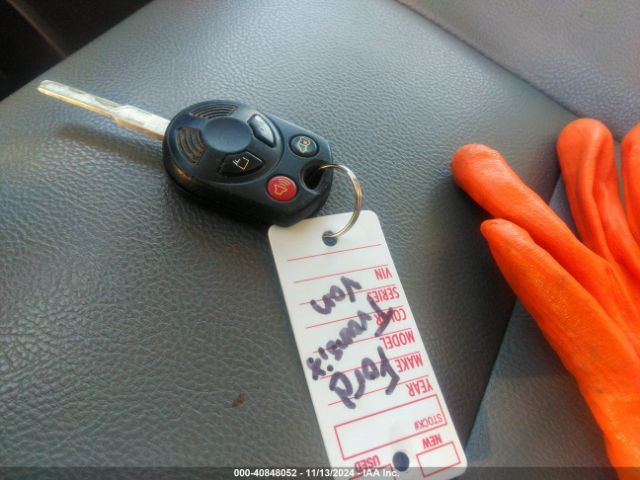 NEW
USED
STOCK#
YEAR
MAKE
MODEL
COLOR
SERIES
VIN
Ford
Transit
Van
000-40848052 - 11/13/2024 - IAA Inc.